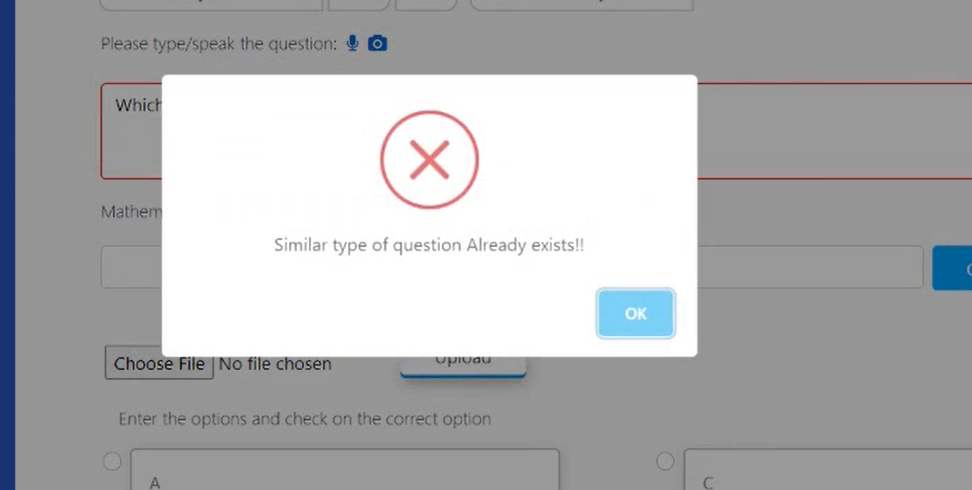 Please type/speak the question:
Which
Similar type of question Already exists!!
OK
Choose File No file chosen
Upload
Enter the options and check on the correct option
A
C